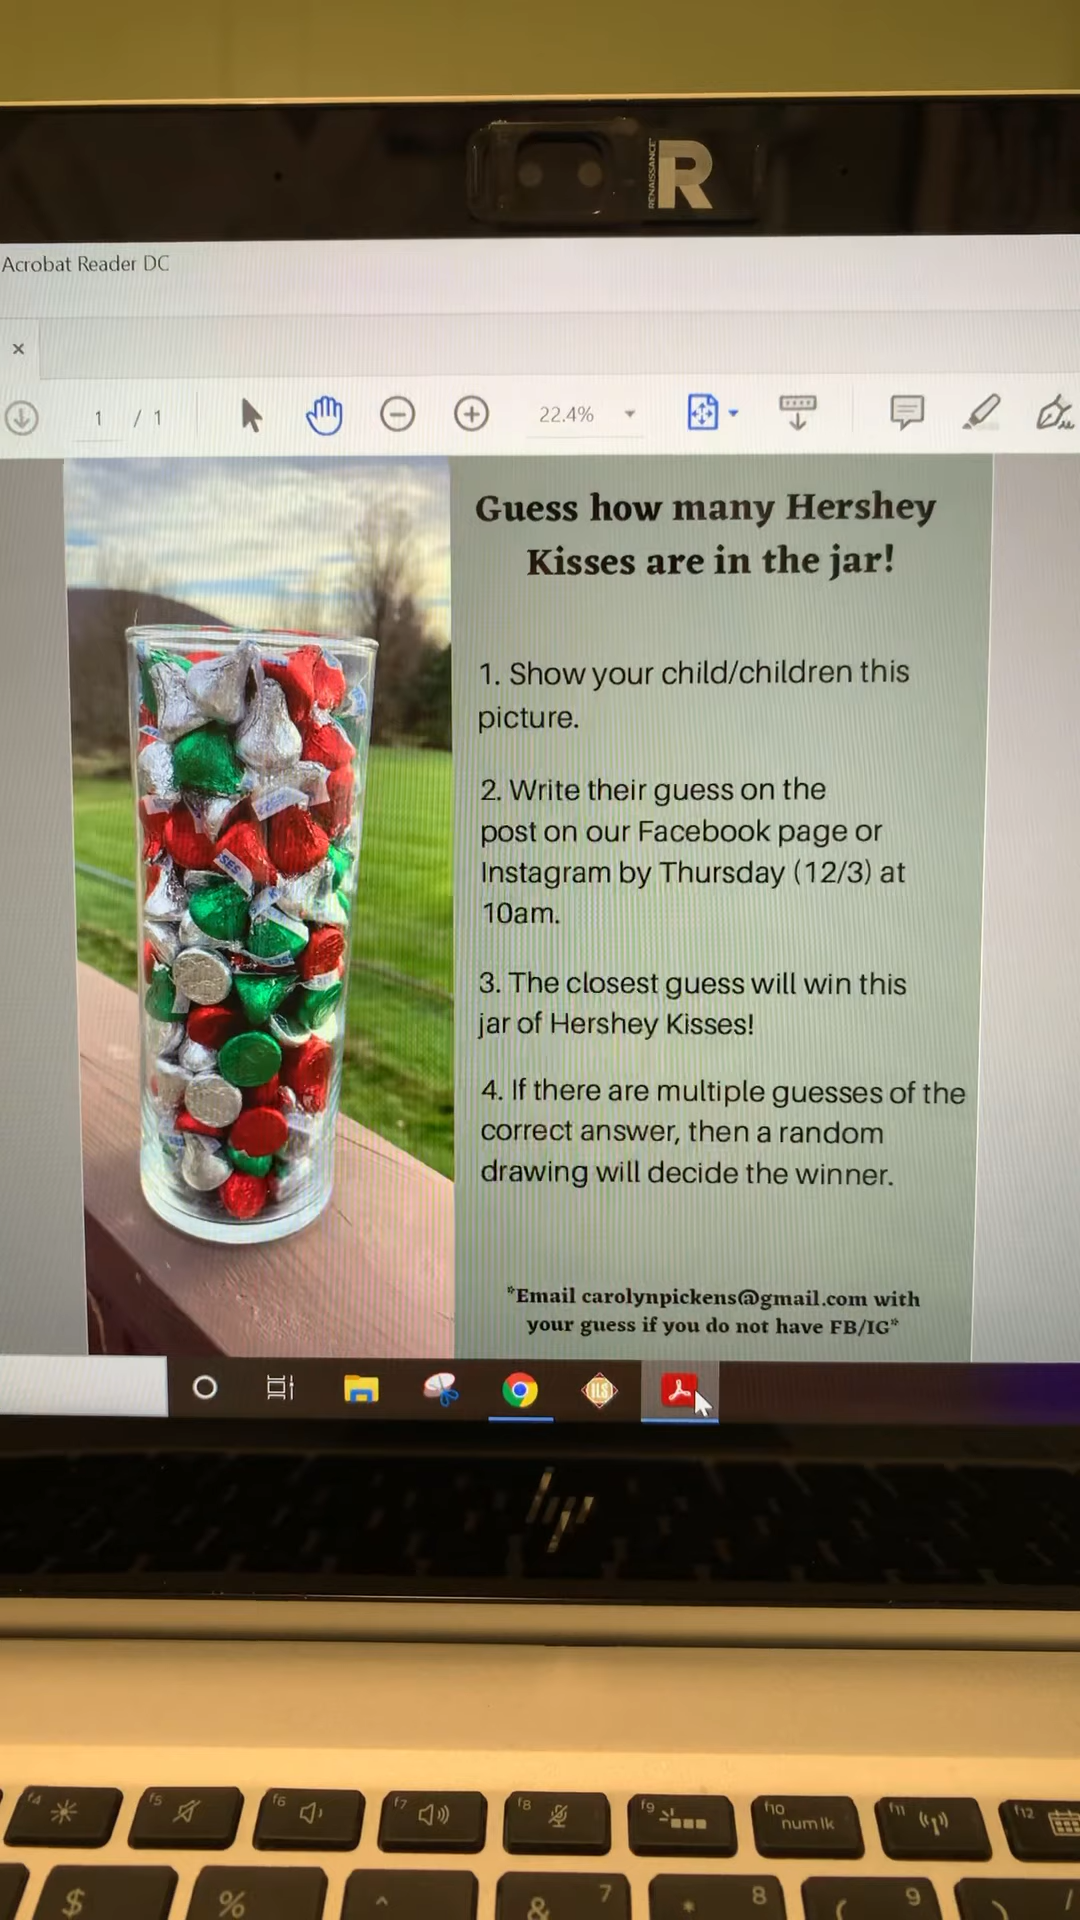 RENAISSANCE R
Acrobat Reader DC
1 / 1
22.4%
Guess how many Hershey
Kisses are in the jar!
1. Show your child/children this
picture.
2. Write their guess on the
post on our Facebook page or
Instagram by Thursday (12/3) at
10am.
3. The closest guess will win this
jar of Hershey Kisses!
4. If there are multiple guesses of the
correct answer, then a random
drawing will decide the winner.
*Email carolynpickens@gmail.com with
your guess if you do not have FB/IG*
SES
ILS
hp
f4 f5 f6 f7 f8 f9 f10 num lk f11 f12
$ % ^ & 7 * 8 ( 9 ) /